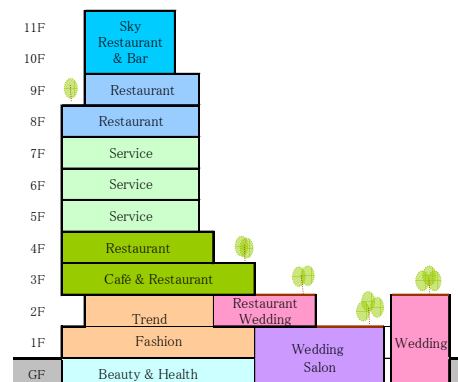 11F
Sky
Restaurant
10F
& Bar
9F
Restaurant
8F
Restaurant
7F
Service
6F
Service
5F
Service
4F
Restaurant
3F
Café & Restaurant
2F
Trend
Restaurant
Wedding
1F
Fashion
Wedding
Salon
Wedding
GF
Beauty & Health